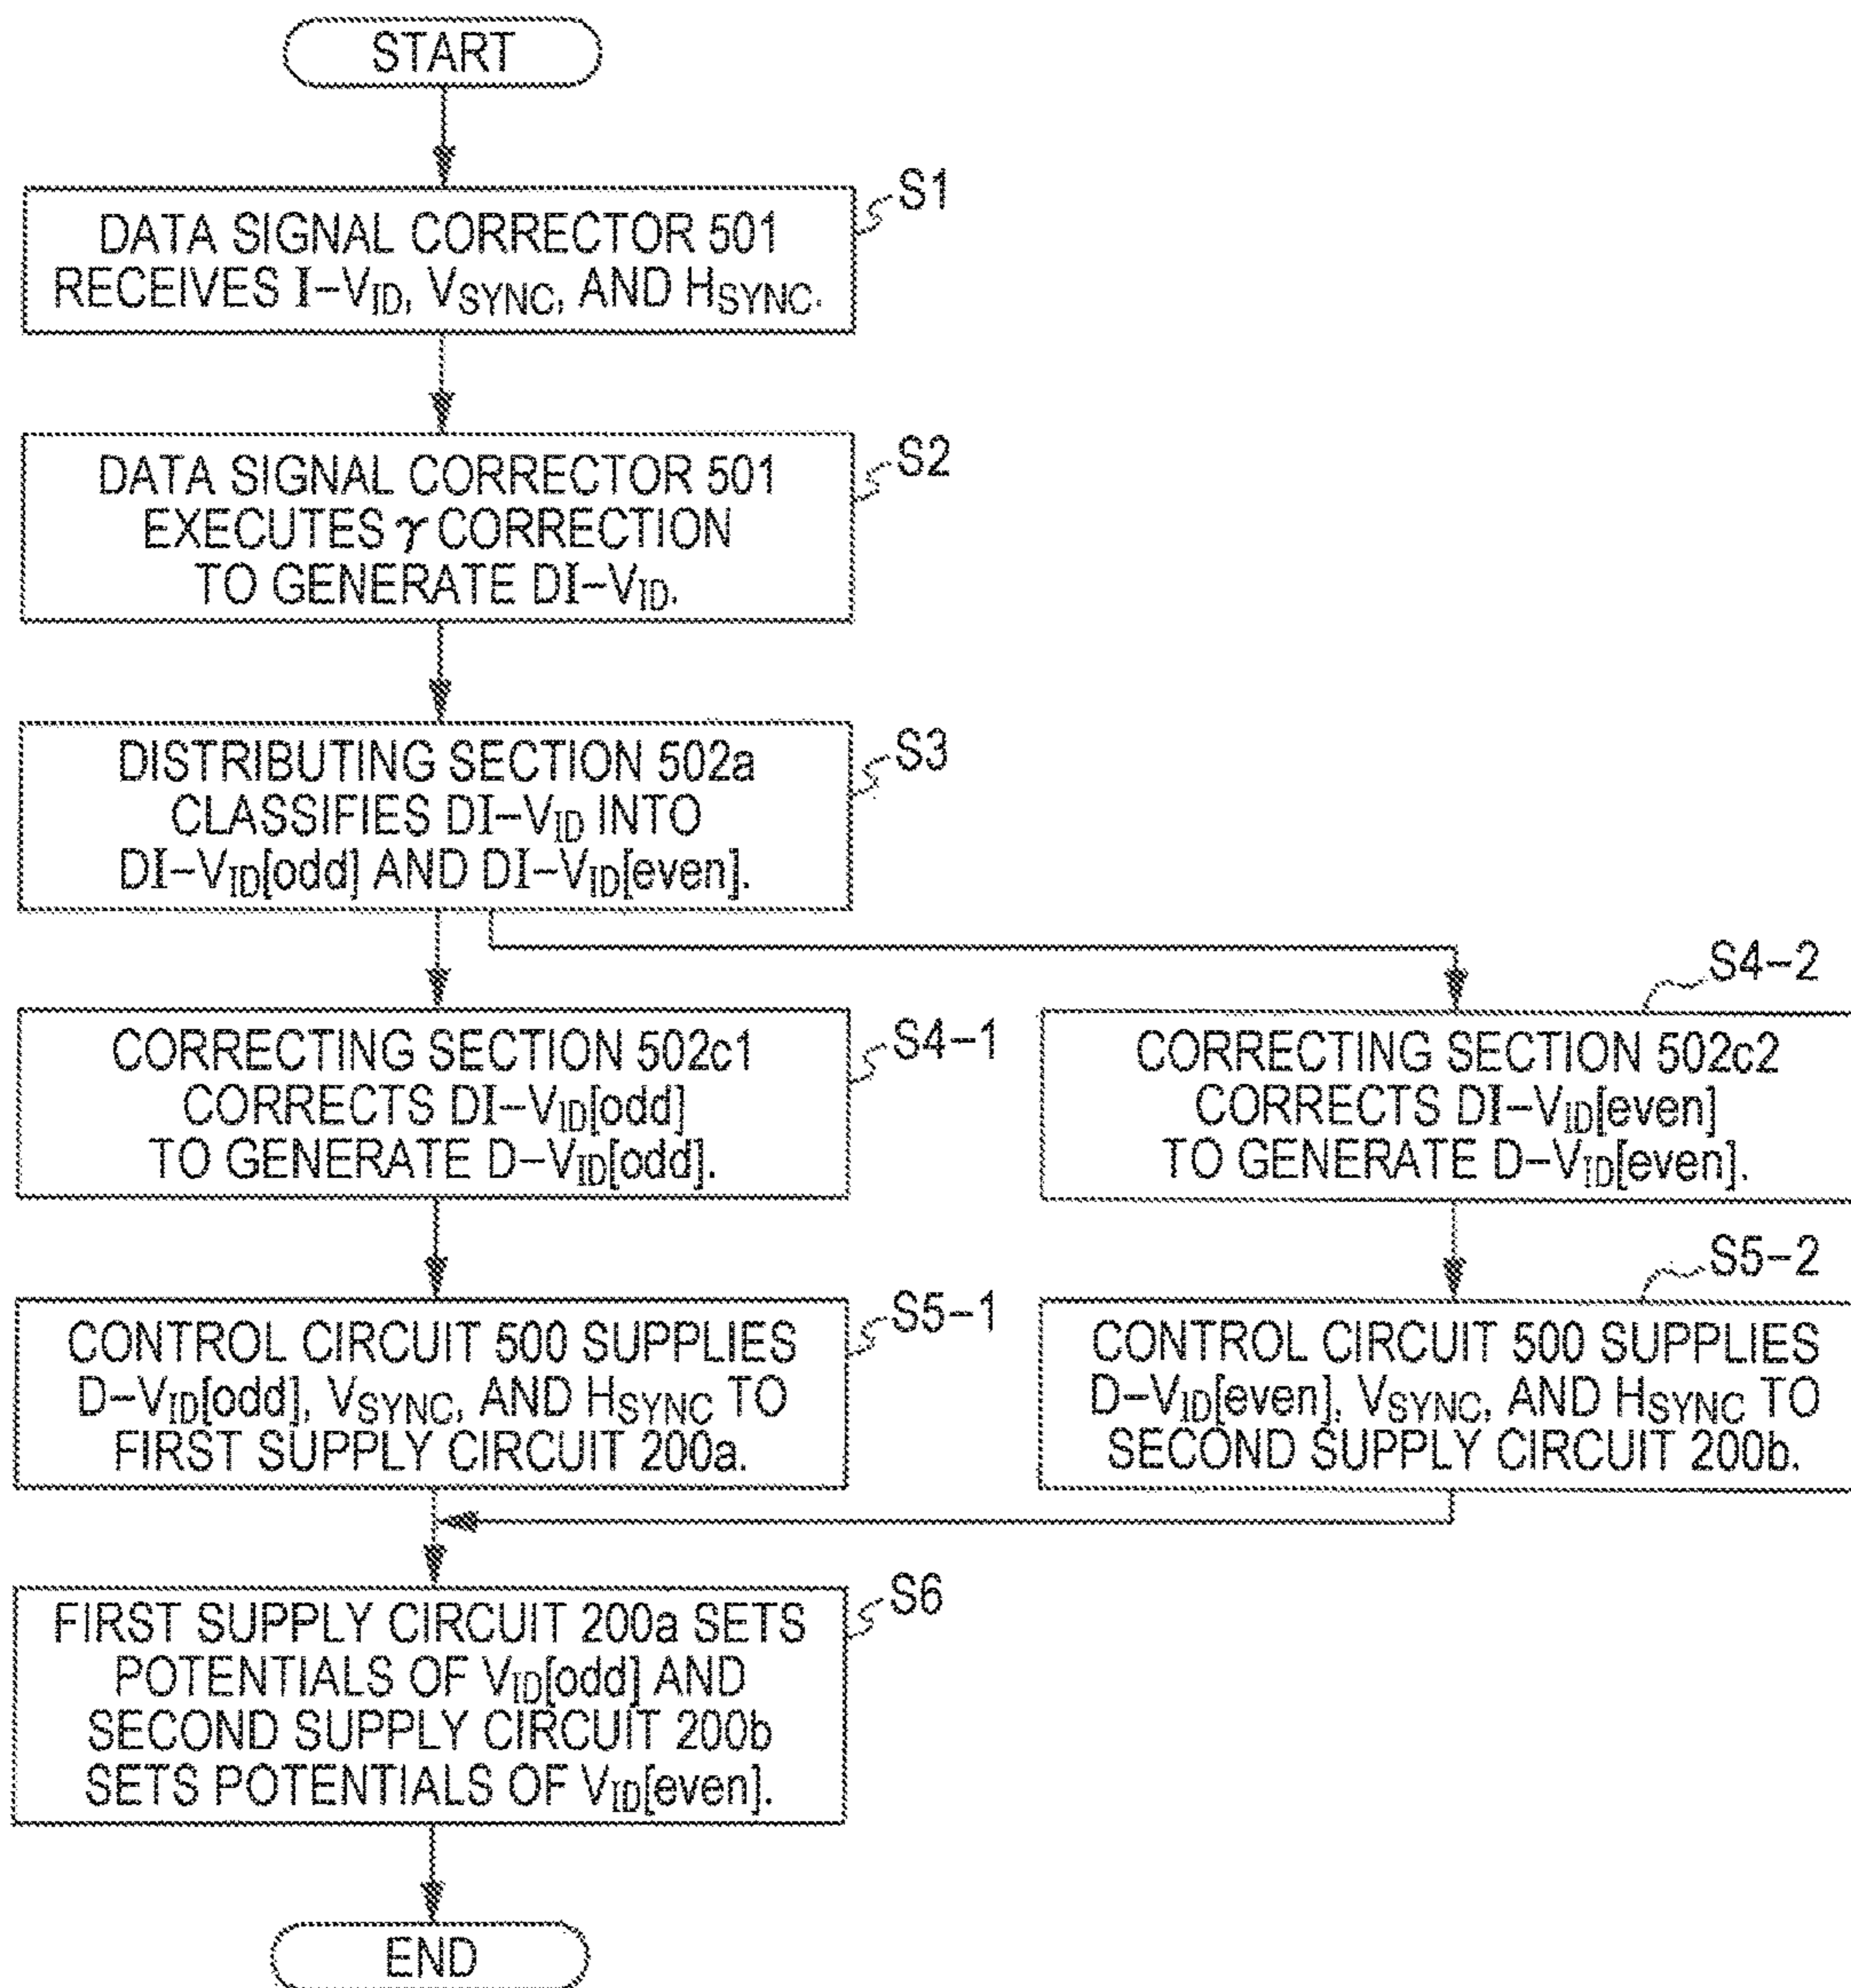 START
S1
DATA SIGNAL CORRECTOR 501
RECEIVES I-VID, VSYNC, AND HSYNC.
S2
DATA SIGNAL CORRECTOR 501
EXECUTES γ CORRECTION
TO GENERATE DI-VID.
S3
DISTRIBUTING SECTION 502a
CLASSIFIES DI-VID INTO
DI-VID[odd] AND DI-VID[even].
S4-1
CORRECTING SECTION 502c1
CORRECTS DI-VID[odd]
TO GENERATE D-VID[odd].
S4-2
CORRECTING SECTION 502c2
CORRECTS DI-VID[even]
TO GENERATE D-VID[even].
S5-1
CONTROL CIRCUIT 500 SUPPLIES
D-VID[odd], VSYNC, AND HSYNC TO
FIRST SUPPLY CIRCUIT 200a.
S5-2
CONTROL CIRCUIT 500 SUPPLIES
D-VID[even], VSYNC, AND HSYNC TO
SECOND SUPPLY CIRCUIT 200b.
S6
FIRST SUPPLY CIRCUIT 200a SETS
POTENTIALS OF VID[odd] AND
SECOND SUPPLY CIRCUIT 200b
SETS POTENTIALS OF VID[even].
END